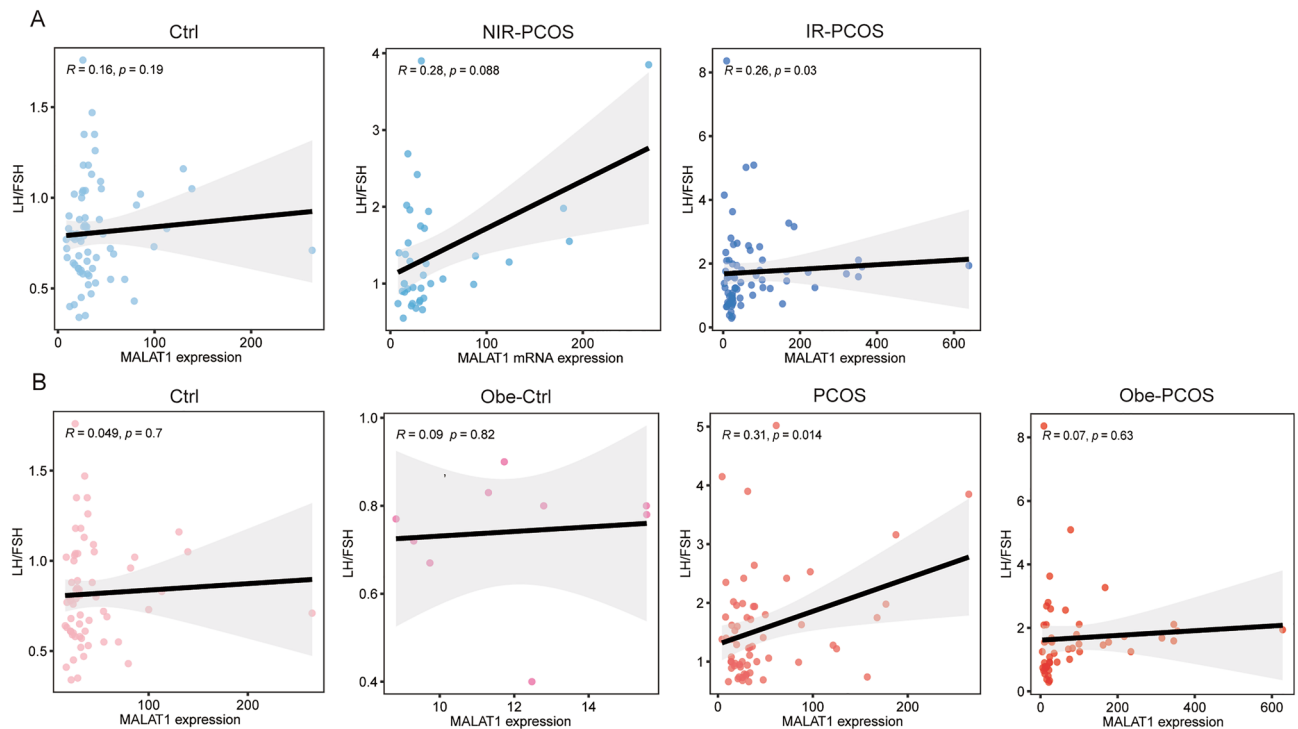 A
Ctrl
NIR-PCOS
IR-PCOS
R = 0.16, p = 0.19
R = 0.28, p = 0.088
R = 0.26, p = 0.03
LH/FSH
1.5
1.0
0.5
0
100
200
MALAT1 expression
LH/FSH
4
3
2
1
0
100
200
MALAT1 mRNA expression
LH/FSH
8
6
4
2
0
0
200
400
600
MALAT1 expression
B
Ctrl
Obe-Ctrl
PCOS
Obe-PCOS
R = 0.049, p = 0.7
R = 0.09 p = 0.82
,
R = 0.31, p = 0.014
R = 0.07, p = 0.63
LH/FSH
1.5
1.0
0.5
0
100
200
MALAT1 expression
LH/FSH
1.0
0.8
0.6
0.4
10
12
14
MALAT1 expression
LH/FSH
5
4
3
2
1
0
100
200
MALAT1 expression
LH/FSH
8
6
4
2
0
0
200
400
600
MALAT1 expression